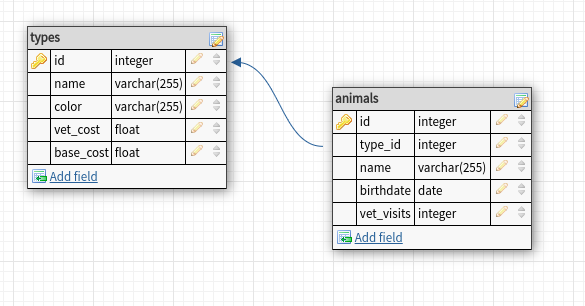 types
id integer
name varchar(255)
color varchar(255)
vet_cost float
base_cost float
Add field
animals
id integer
type_id integer
name varchar(255)
birthdate date
vet_visits integer
Add field